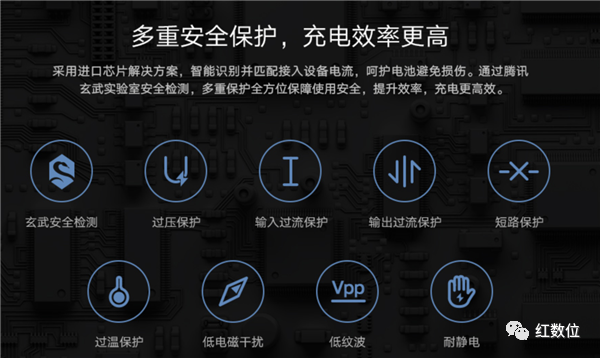 多重安全保护，充电效率更高
采用进口芯片解决方案，智能识别并匹配接入设备电流，呵护电池避免损伤。通过腾讯
玄武实验室安全检测，多重保护全方位保障使用安全，提升效率，充电更高效。
玄武安全检测 过压保护 输入过流保护 输出过流保护 短路保护
Vpp
过温保护 低电磁干扰 低纹波 耐静电
红数位